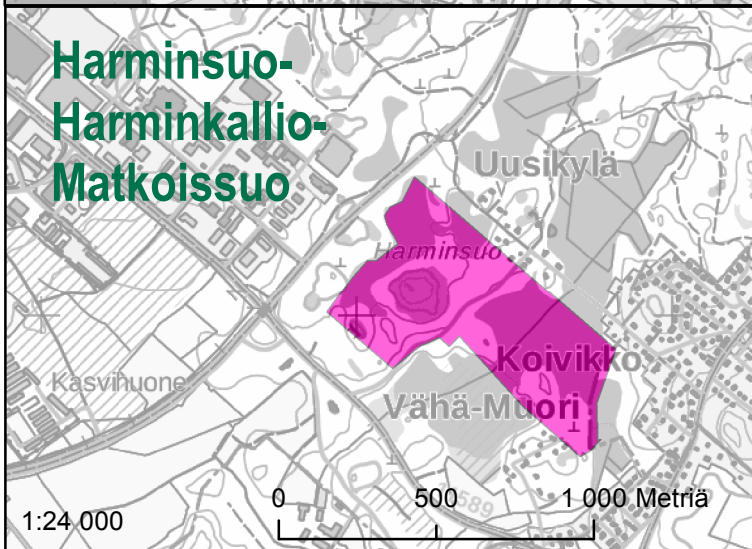 Harminsuo-
Harminkallio-
Matkoissuo
Uusikylä
Harminsuo
Koivikko
Kasvihuone
Vähä-Muori
1:24 000
0 500 1 000 Metriä